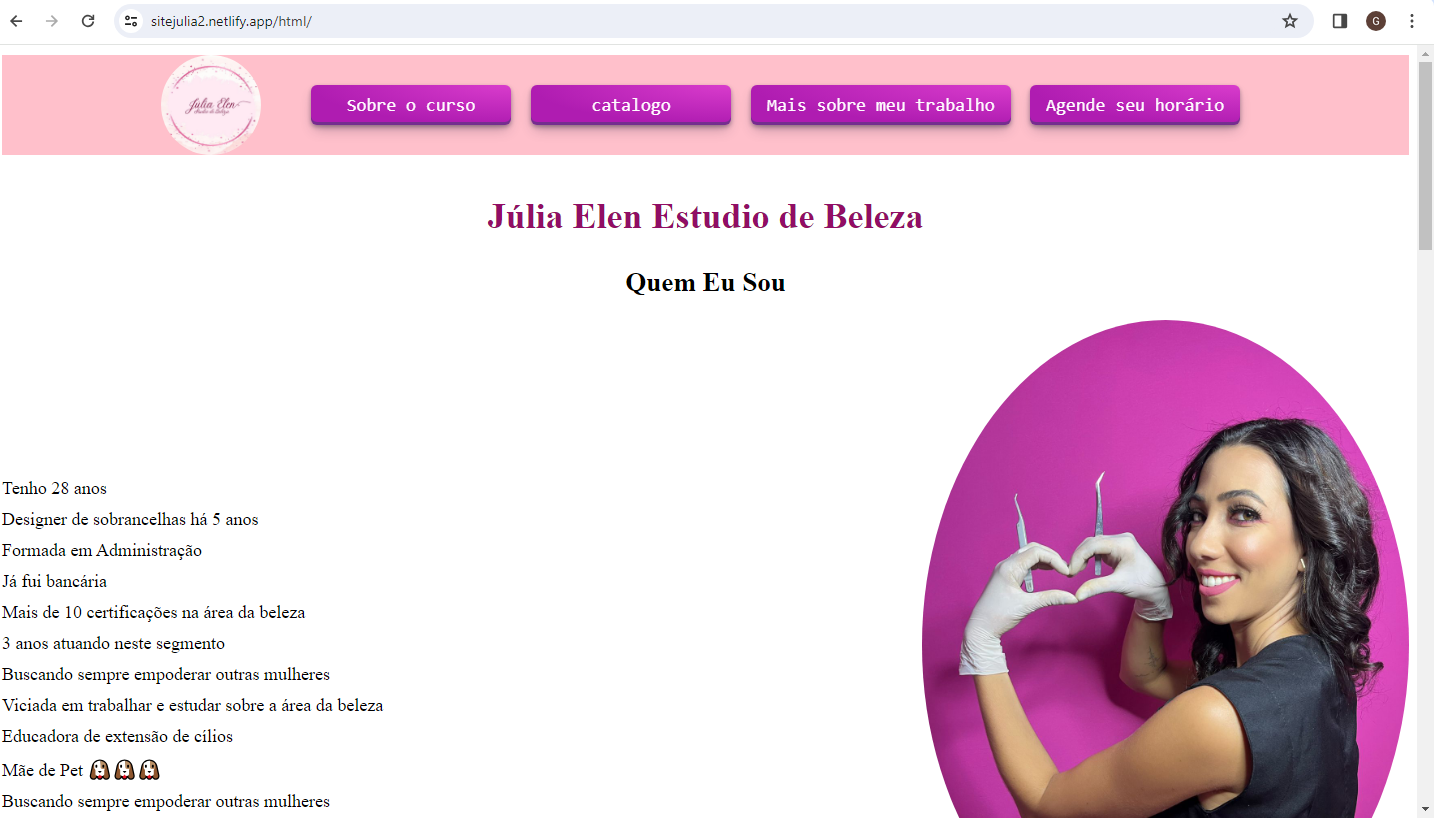 sitejulia2.netlify.app/html/
G
Júlia Elen
Estudio de Beleza
Sobre o curso
catalogo
Mais sobre meu trabalho
Agende seu horário
Júlia Elen Estudio de Beleza
Quem Eu Sou
Tenho 28 anos
Designer de sobrancelhas há 5 anos
Formada em Administração
Já fui bancária
Mais de 10 certificações na área da beleza
3 anos atuando neste segmento
Buscando sempre empoderar outras mulheres
Viciada em trabalhar e estudar sobre a área da beleza
Educadora de extensão de cílios
Mãe de Pet 🐶🐶🐶
Buscando sempre empoderar outras mulheres